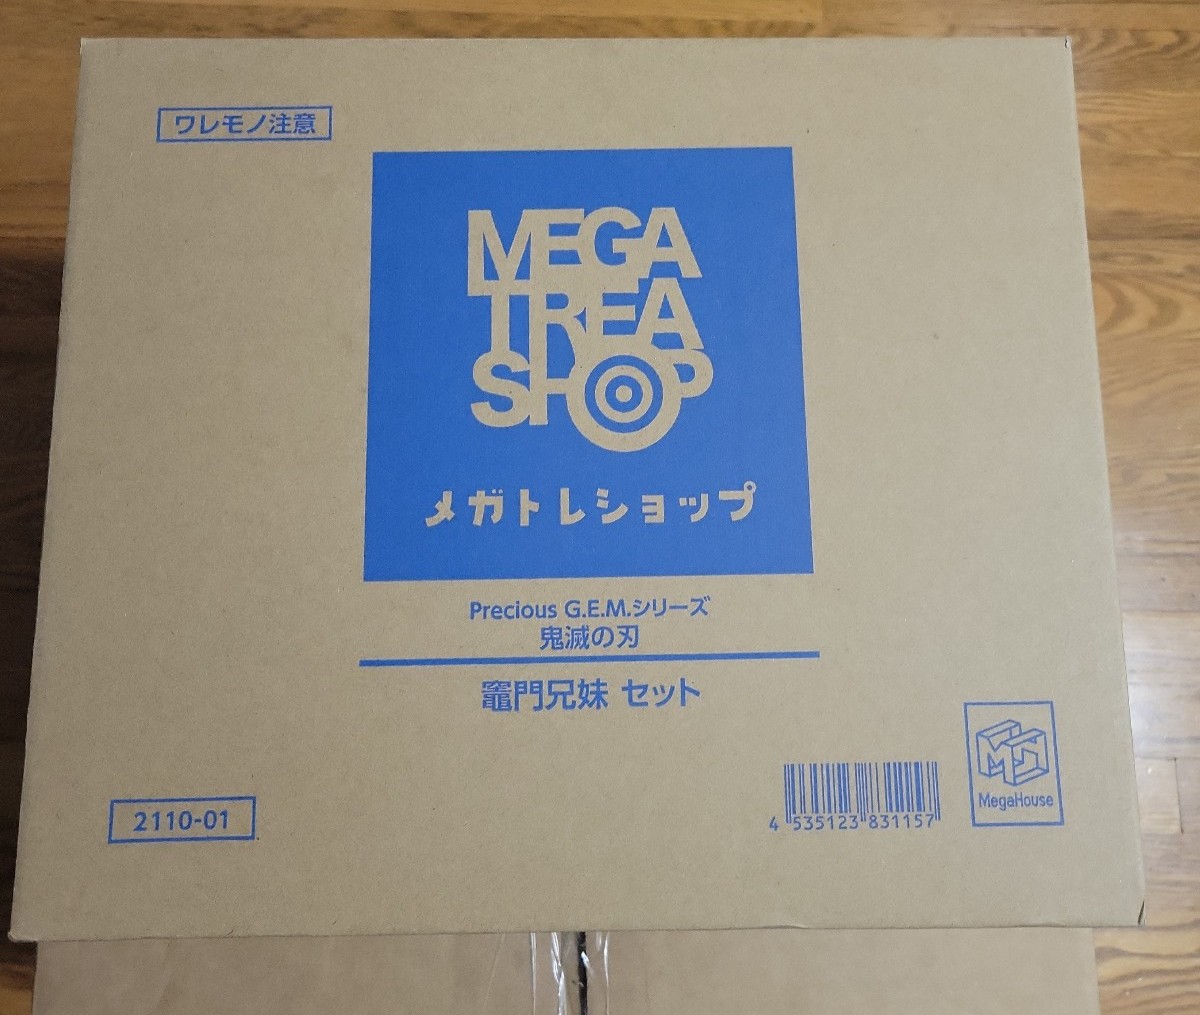 ワレモノ注意
MEGA
TREA
SHOP
メガトレショップ
Precious G.E.M.シリーズ
鬼滅の刃
竈門兄妹 セット
MegaHouse
2110-01
4 535123 831157